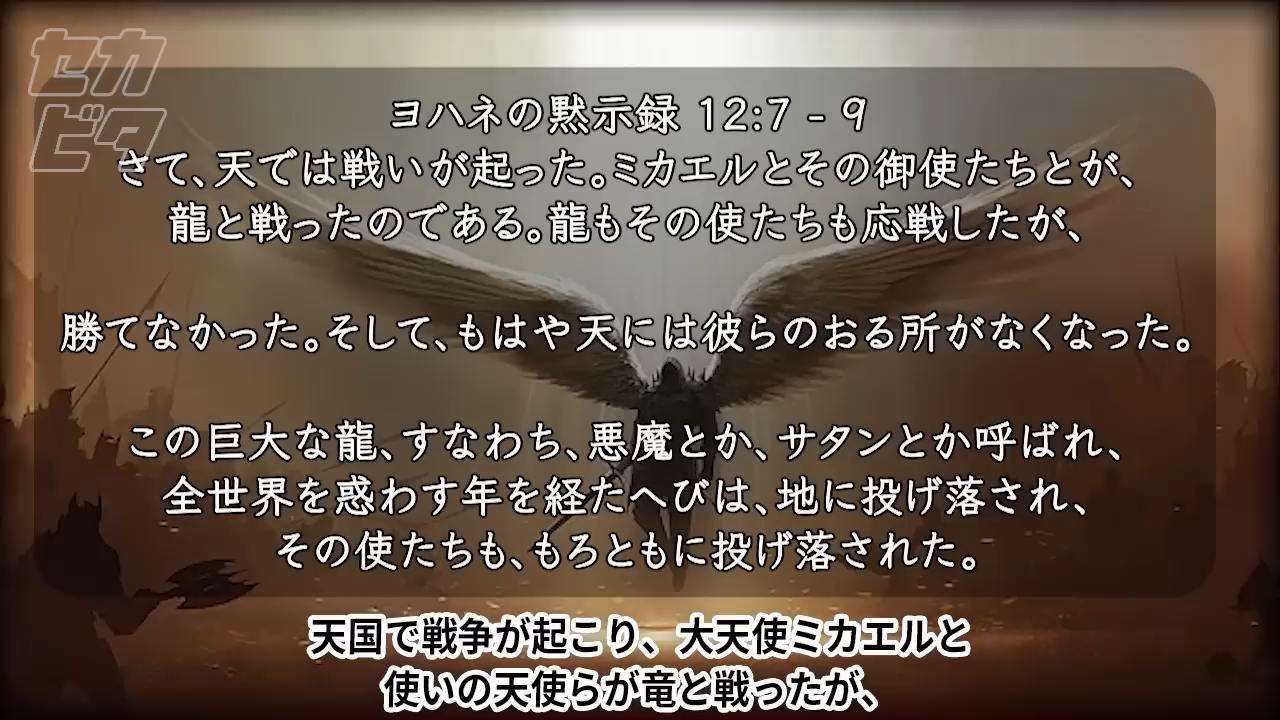 セカ
ビタ
ヨハネの黙示録 12:7 - 9
さて、天では戦いが起った。ミカエルとその御使たちとが、
龍と戦ったのである。龍もその使たちも応戦したが、
勝てなかった。そして、もはや天には彼らのおる所がなくなった。
この巨大な龍、すなわち、悪魔とか、サタンとか呼ばれ、
全世界を惑わす年を経たへびは、地に投げ落され、
その使たちも、もろともに投げ落された。
天国で戦争が起こり、大天使ミカエルと
使いの天使らが竜と戦ったが、